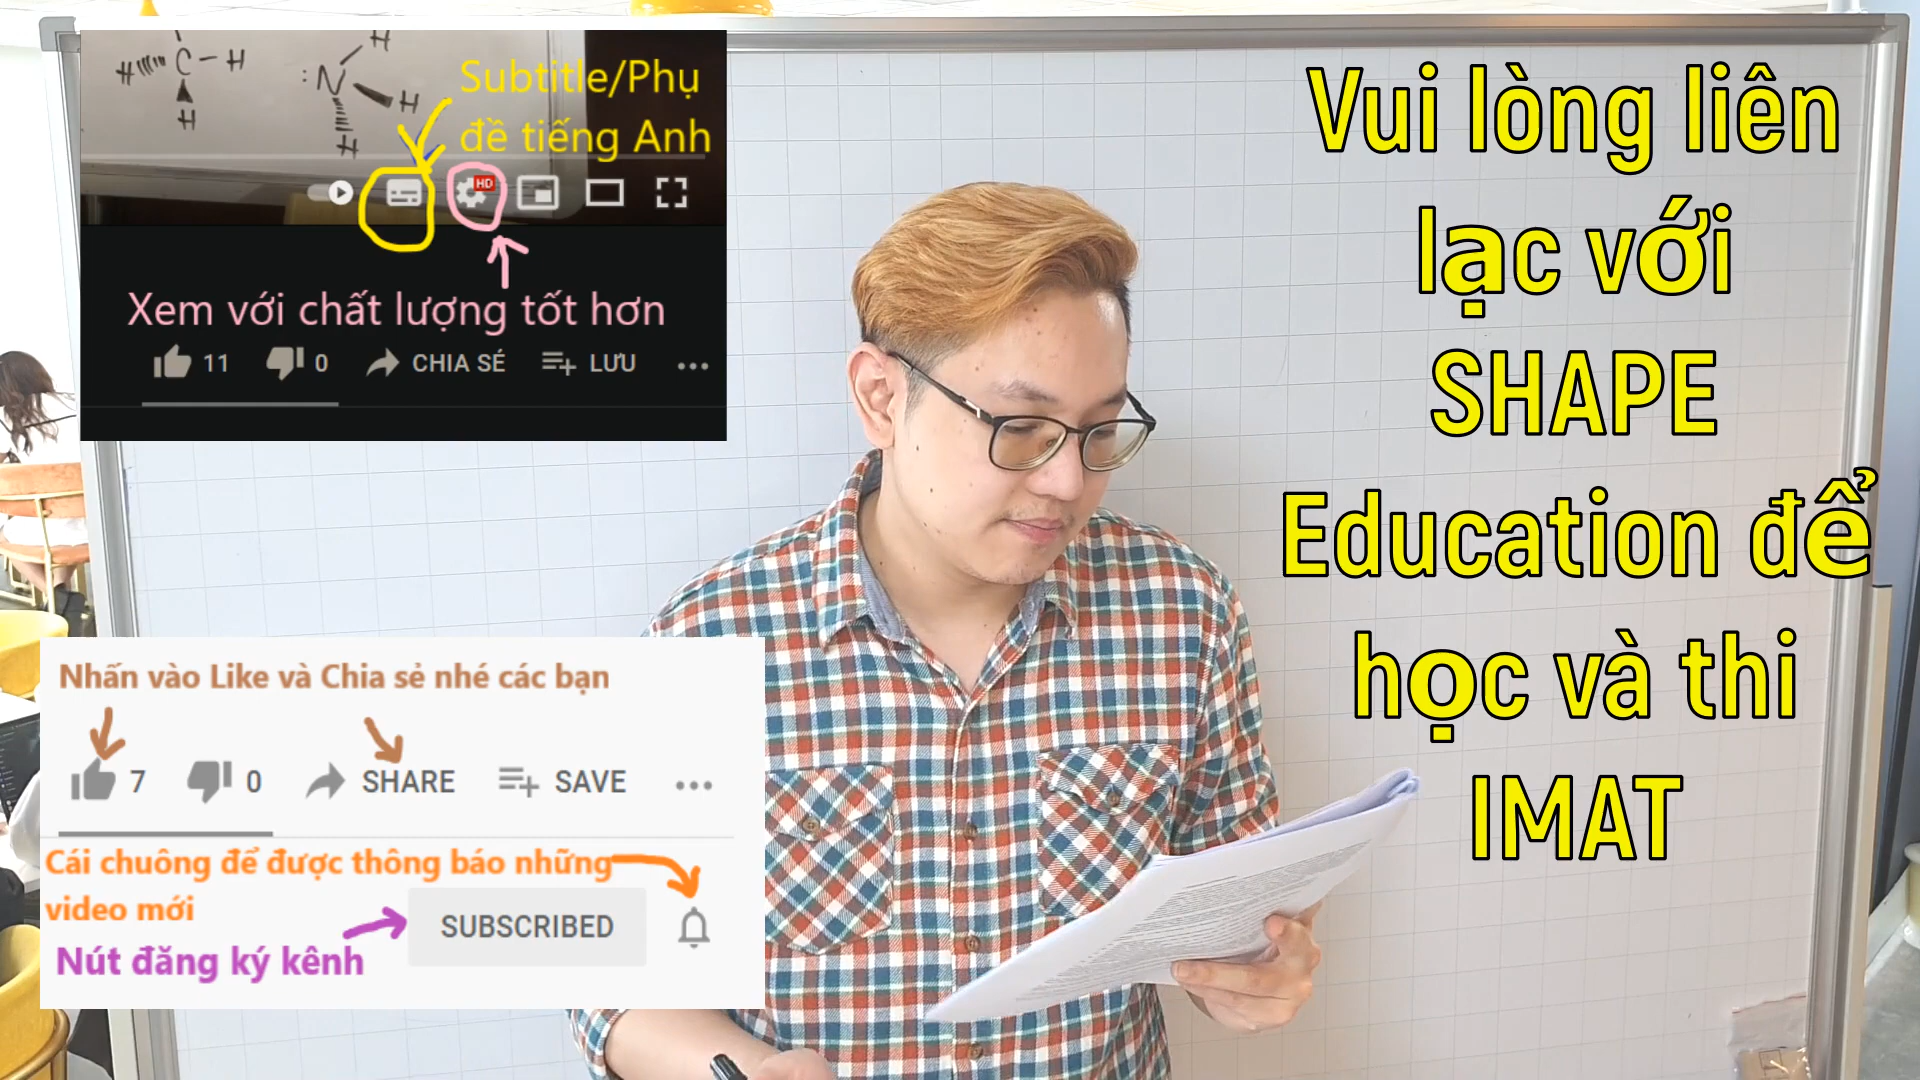 H C H
H
H
:N H
H
Subtitle/Phụ
đề tiếng Anh
HD
Xem với chất lượng tốt hơn
11 0 CHIA SẺ LƯU
Nhấn vào Like và Chia sẻ nhé các bạn
7 0 SHARE SAVE
Cái chuông để được thông báo những
video mới
SUBSCRIBED
Nút đăng ký kênh
Vui lòng liên
lạc với
SHAPE
Education để
học và thi
IMAT